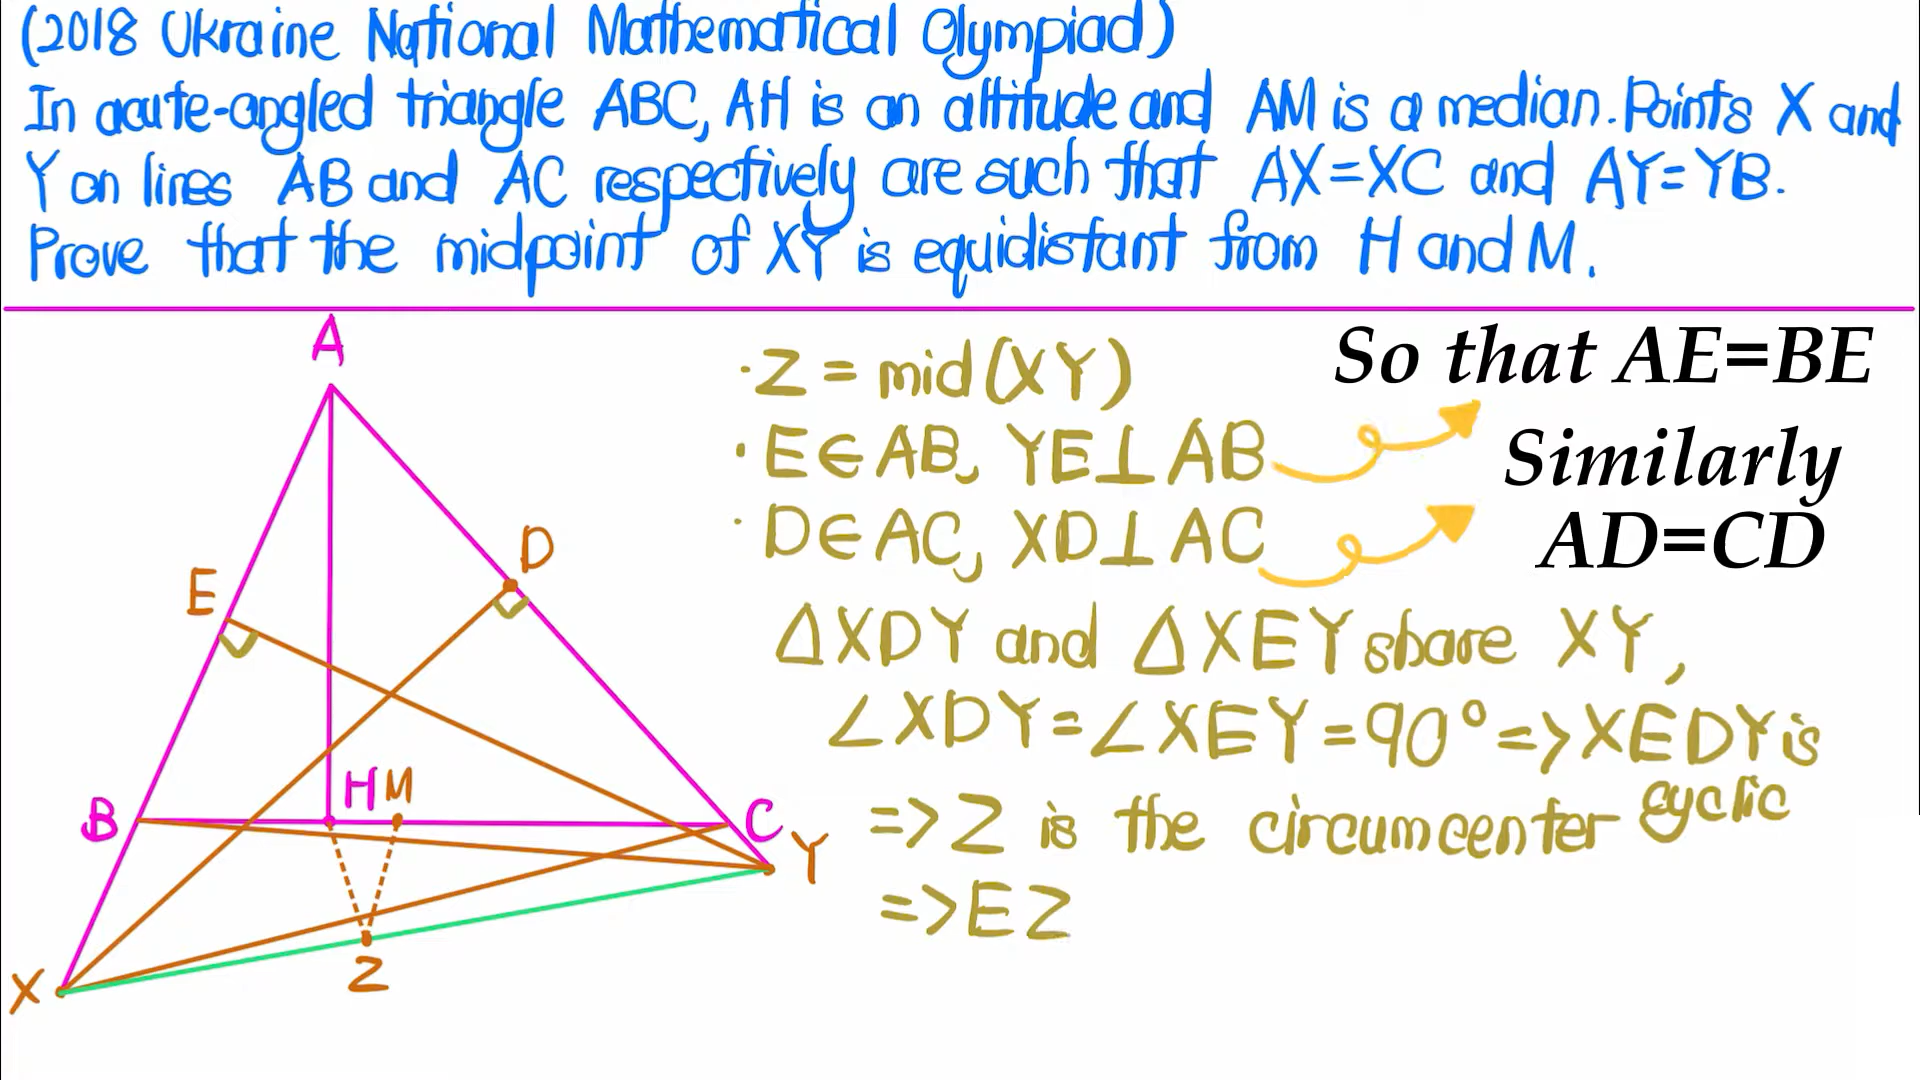 (2018 Ukraine National Mathematical Olympiad)
In acute-angled triangle ABC, AH is an altitude and AM is a median. Points X and
Y on lines AB and AC respectively are such that AX=XC and AY=YB.
Prove that the midpoint of XY is equidistant from H and M.
A
E
D
B
H M
C
Y
X
Z
· Z = mid(XY)
· E∈AB, YE⊥AB
· D∈AC, XD⊥AC
So that AE=BE
Similarly
AD=CD
△XDY and △XEY share XY,
∠XDY=∠XEY=90°=>XEDY is
cyclic
=>Z is the circumcenter
=>EZ